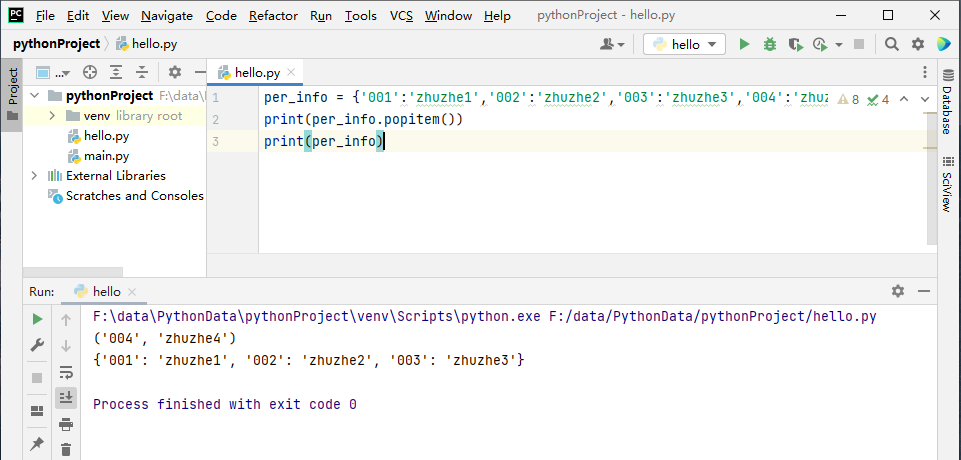 PC File Edit View Navigate Code Refactor Run Tools VCS Window Help pythonProject - hello.py
pythonProject hello.py hello
Project
... hello.py
pythonProject F:\data\
venv library root
hello.py
main.py
External Libraries
Scratches and Consoles
1 per_info = {'001':'zhuzhe1','002':'zhuzhe2','003':'zhuzhe3','004':'zhuz 8 4
2 print(per_info.popitem())
3 print(per_info)
Database
SciView
Run: hello
F:\data\PythonData\pythonProject\venv\Scripts\python.exe F:/data/PythonData/pythonProject/hello.py
('004', 'zhuzhe4')
{'001': 'zhuzhe1', '002': 'zhuzhe2', '003': 'zhuzhe3'}
Process finished with exit code 0